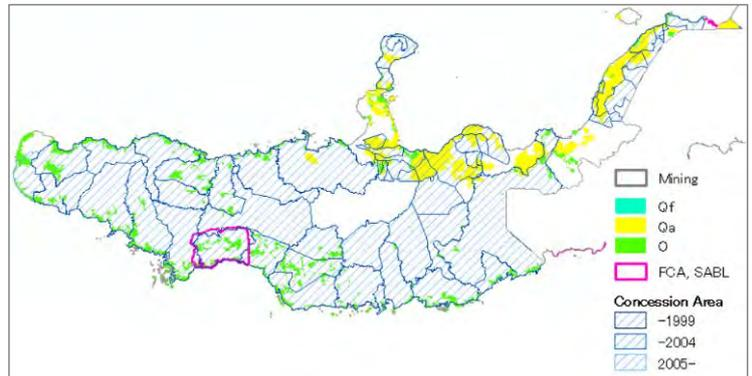 Mining
Qf
Qa
O
FCA, SABL
Concession Area
-1999
-2004
2005-